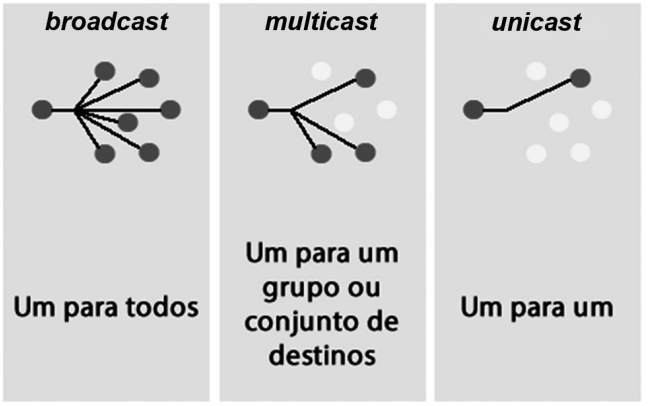 broadcast
Um para todos
multicast
Um para um
grupo ou
conjunto de
destinos
unicast
Um para um